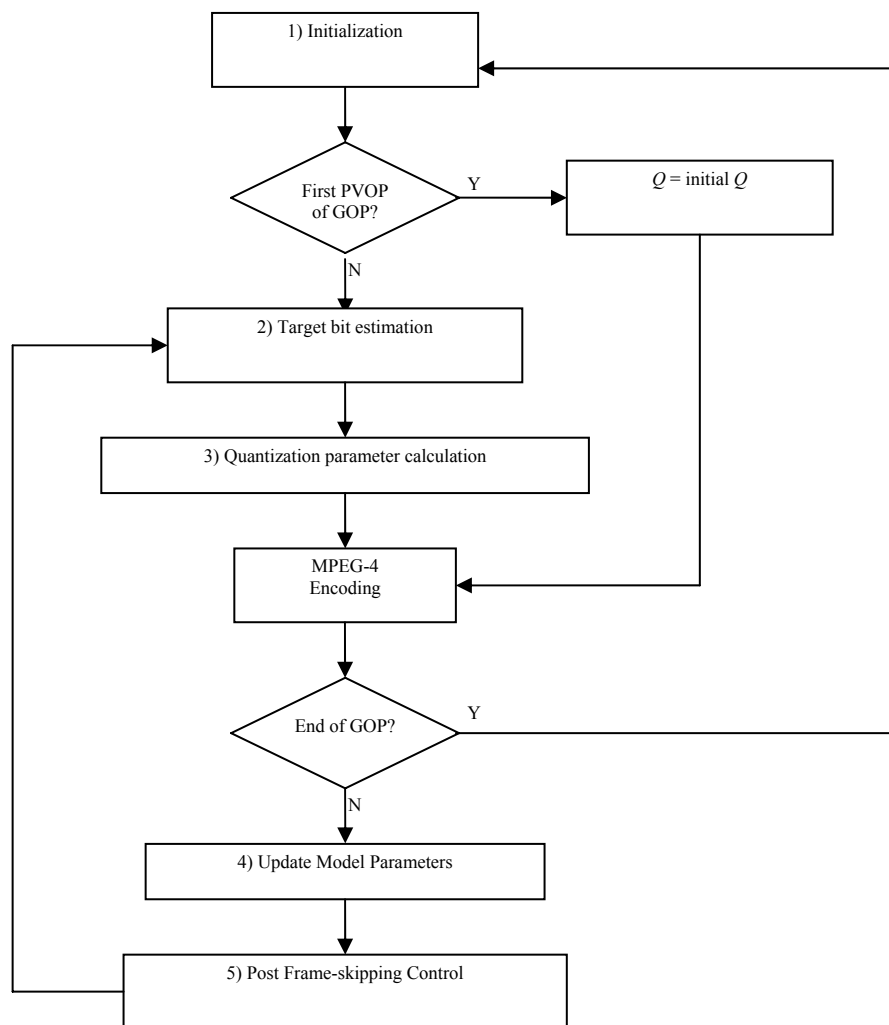 1) Initialization
First PVOP
of GOP?
Y
Q = initial Q
N
2) Target bit estimation
3) Quantization parameter calculation
MPEG-4
Encoding
End of GOP?
Y
N
4) Update Model Parameters
5) Post Frame-skipping Control